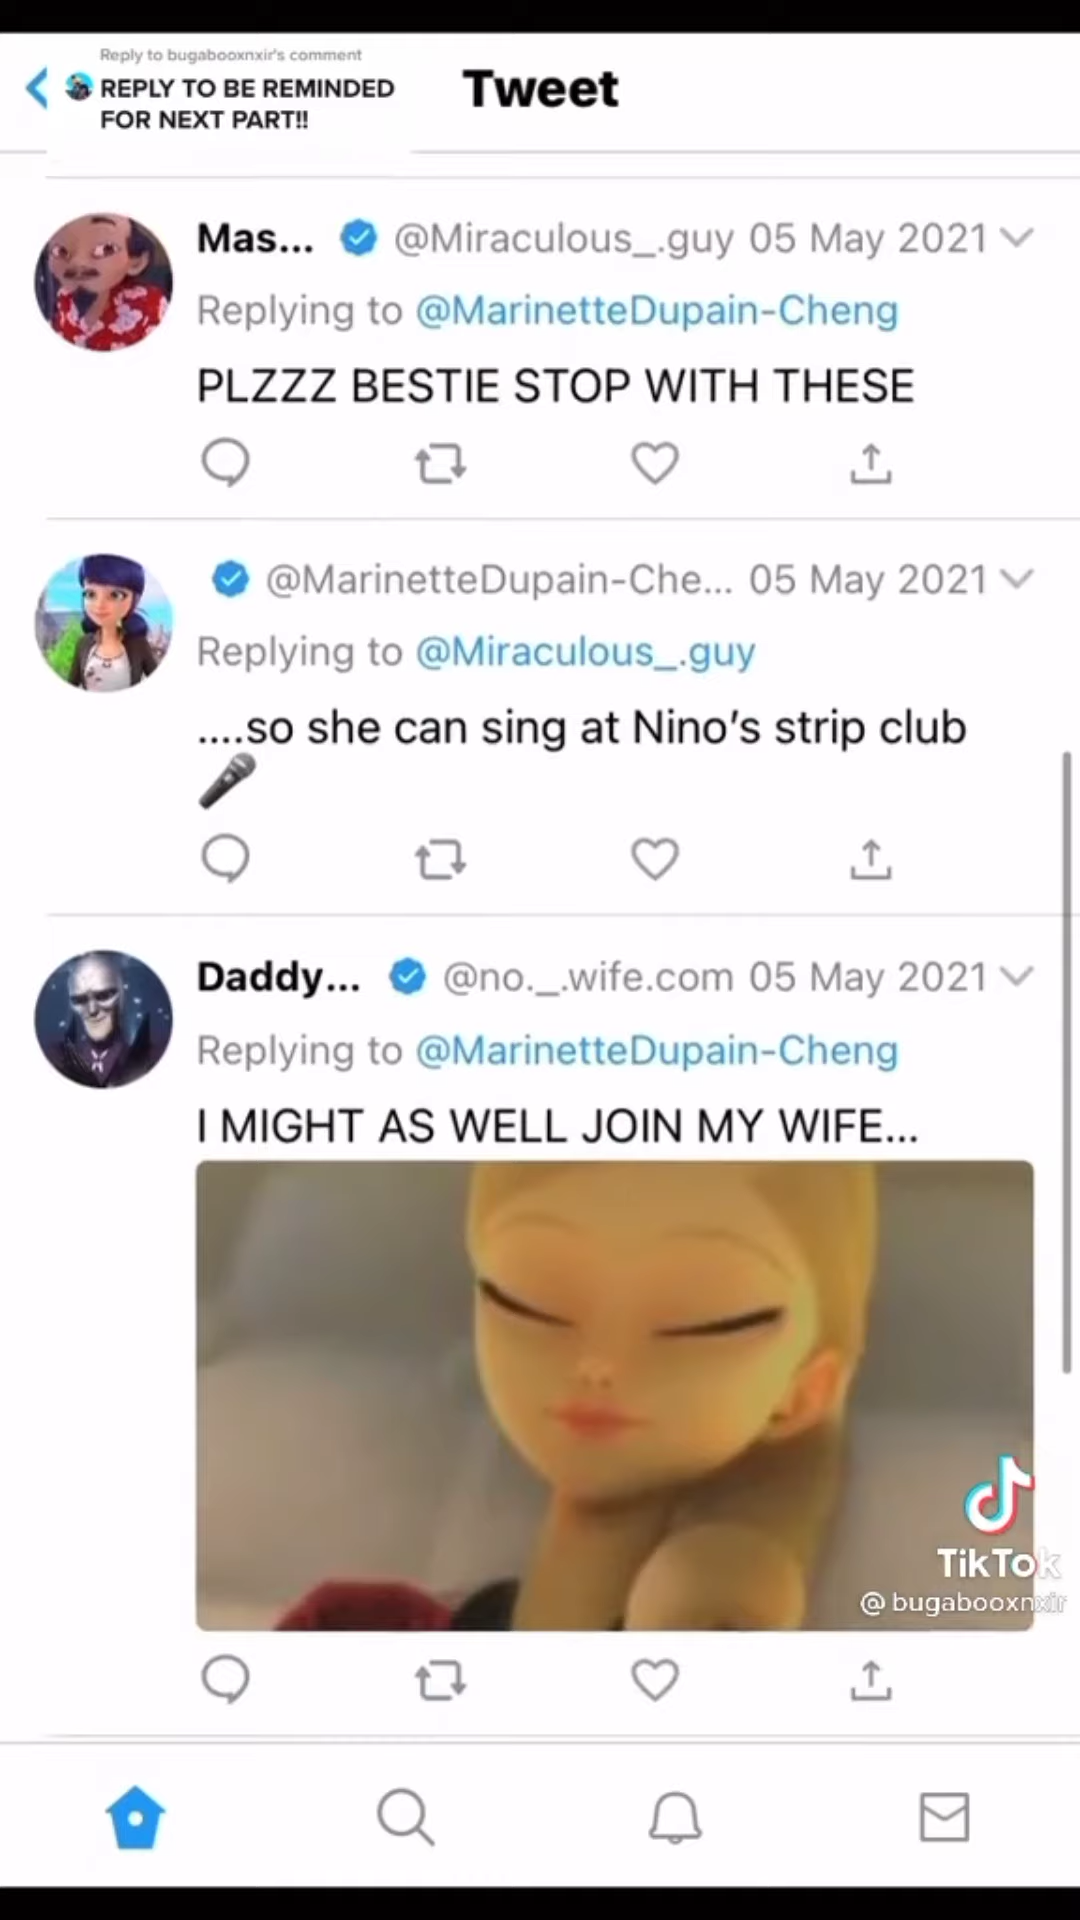 Reply to bugabooxnxir's comment
REPLY TO BE REMINDED
FOR NEXT PART!!
Tweet
Mas... @Miraculous_.guy 05 May 2021
Replying to @MarinetteDupain-Cheng
PLZZZ BESTIE STOP WITH THESE
@MarinetteDupain-Che... 05 May 2021
Replying to @Miraculous_.guy
....so she can sing at Nino’s strip club
Daddy... @no._.wife.com 05 May 2021
Replying to @MarinetteDupain-Cheng
I MIGHT AS WELL JOIN MY WIFE...
TikTok
@bugabooxnxir